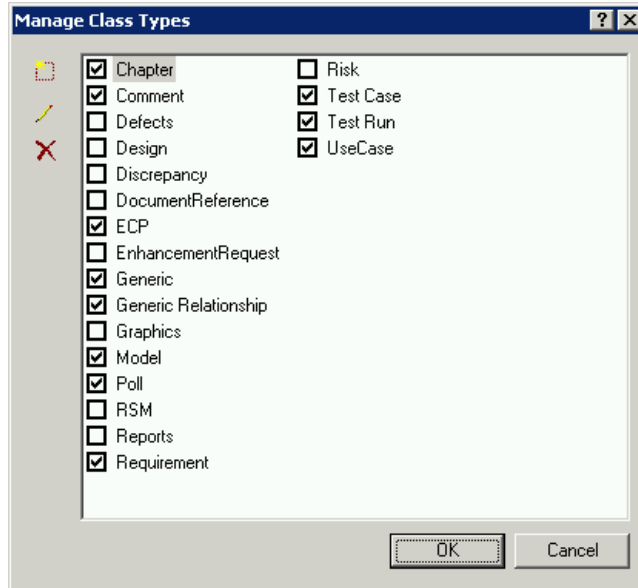 Manage Class Types
Chapter
Comment
Defects
Design
Discrepancy
DocumentReference
ECP
EnhancementRequest
Generic
Generic Relationship
Graphics
Model
Poll
RSM
Reports
Requirement
Risk
Test Case
Test Run
UseCase
OK
Cancel